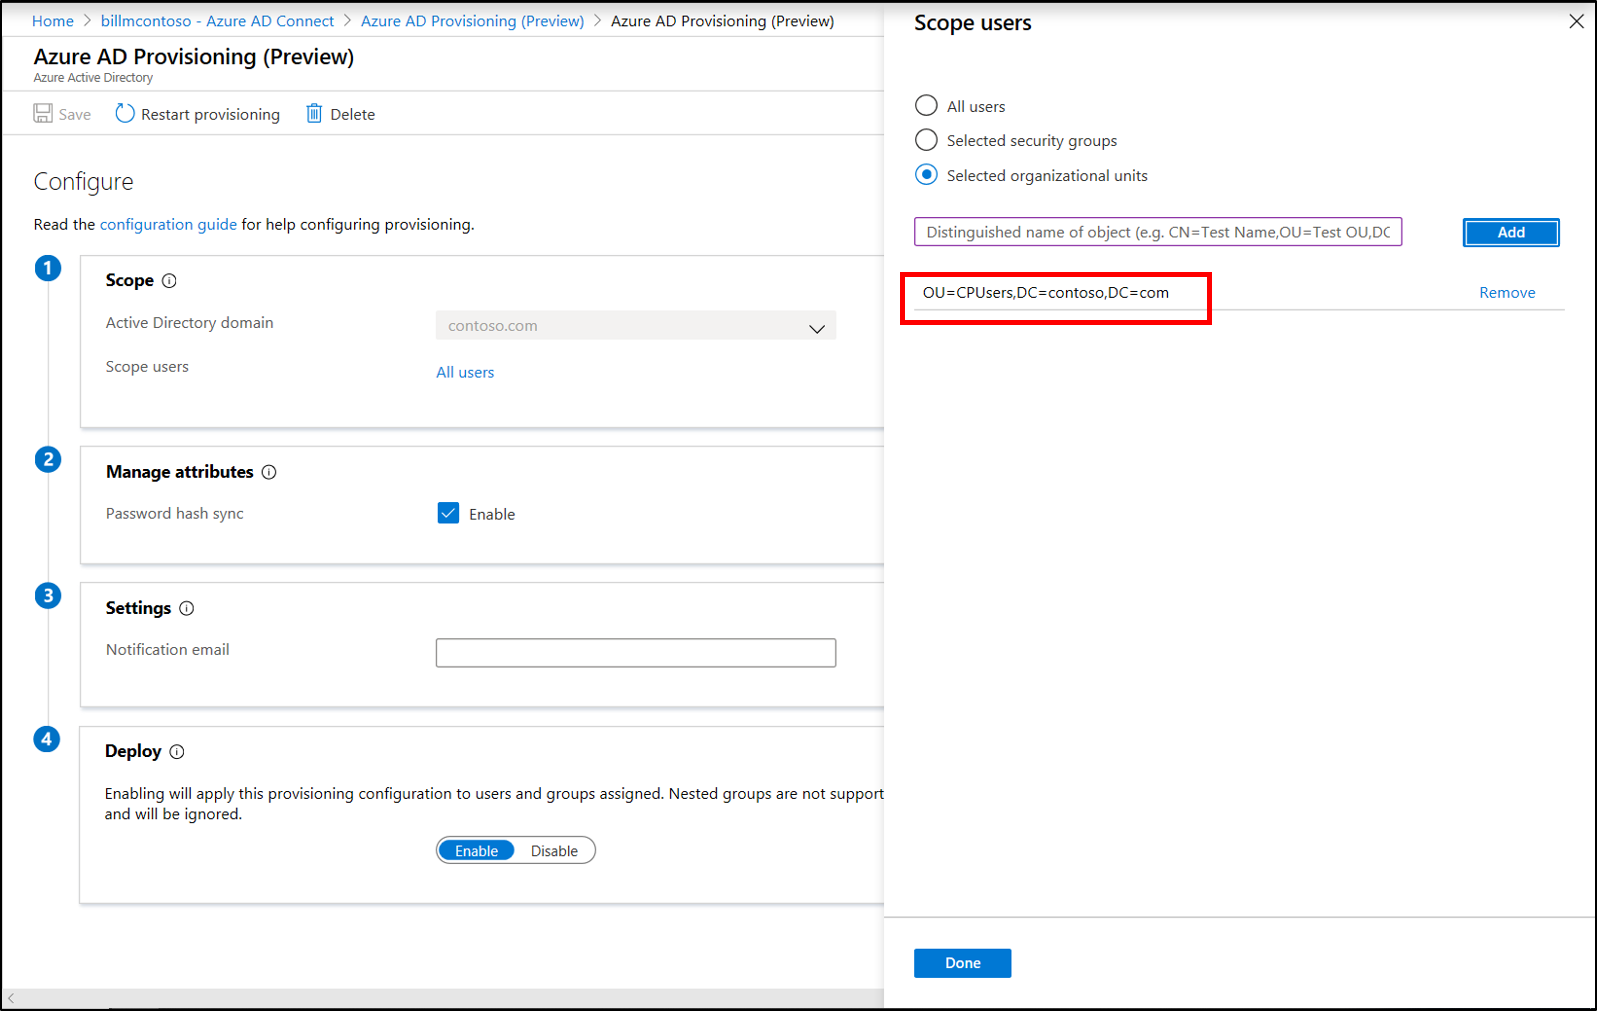 Home > billmcontoso - Azure AD Connect > Azure AD Provisioning (Preview) > Azure AD Provisioning (Preview)
Azure AD Provisioning (Preview)
Azure Active Directory
Save Restart provisioning Delete
Configure
Read the configuration guide for help configuring provisioning.
1
Scope
Active Directory domain
contoso.com
Scope users
All users
2
Manage attributes
Password hash sync
Enable
3
Settings
Notification email
4
Deploy
Enabling will apply this provisioning configuration to users and groups assigned. Nested groups are not support
and will be ignored.
Enable Disable
Scope users
All users
Selected security groups
Selected organizational units
Distinguished name of object (e.g. CN=Test Name,OU=Test OU,DC
Add
OU=CPUsers,DC=contoso,DC=com
Remove
Done